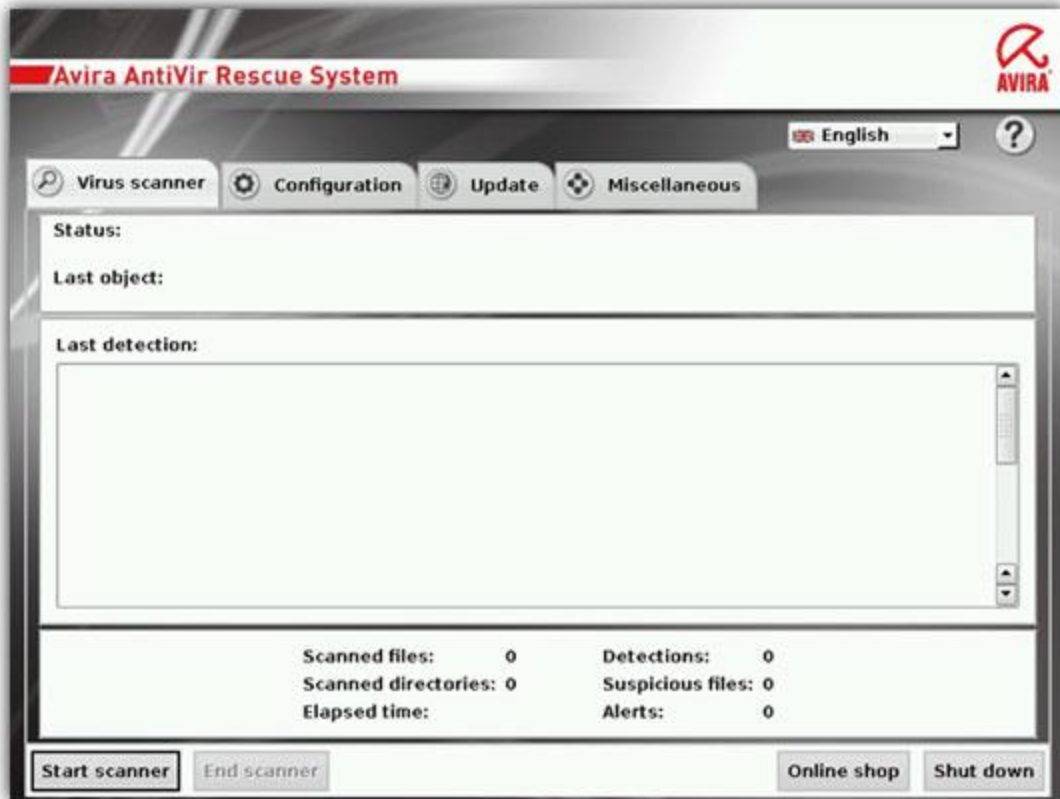 Avira AntiVir Rescue System
AVIRA
English
?
Virus scanner
Configuration
Update
Miscellaneous
Status:
Last object:
Last detection:
Scanned files: 0
Detections: 0
Scanned directories: 0
Suspicious files: 0
Elapsed time:
Alerts: 0
Start scanner
End scanner
Online shop
Shut down